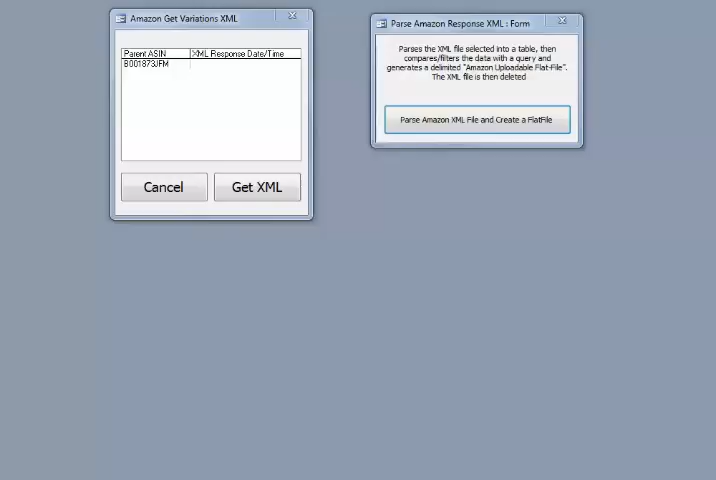 Amazon Get Variations XML
Parent ASIN XML Response Date/Time
B001873JFM
Cancel Get XML
Parse Amazon Response XML : Form
Parses the XML file selected into a table, then
compares/filters the data with a query and
generates a delimited "Amazon Uploadable Flat-File".
The XML file is then deleted
Parse Amazon XML File and Create a FlatFile